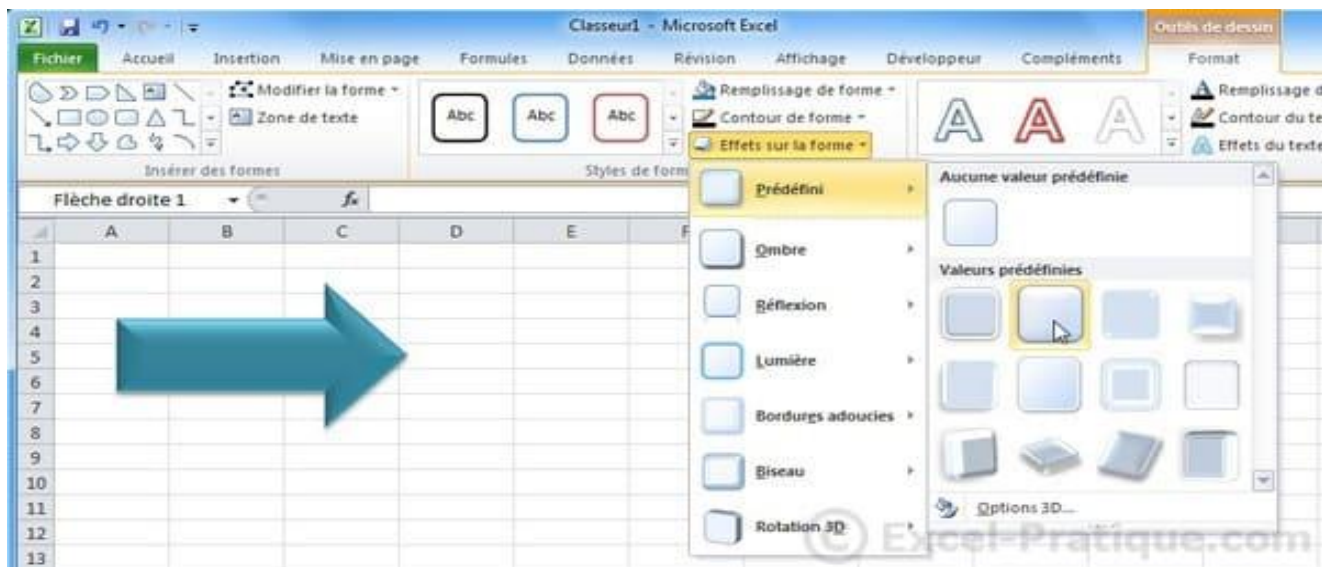 Classeur1 - Microsoft Excel
Outils de dessin
Fichier Accueil Insertion Mise en page Formules Données Révision Affichage Développeur Compléments Format
Modifier la forme
Zone de texte
Insérer des formes
Abc Abc Abc
Styles de form
Remplissage de forme
Contour de forme
Effets sur la forme
A A A
Remplissage d
Contour du te
Effets du texte
Flèche droite 1 fx
A B C D E F
1
2
3
4
5
6
7
8
9
10
11
12
13
Prédéfini
Ombre
Réflexion
Lumière
Bordures adoucies
Biseau
Rotation 3D
Aucune valeur prédéfinie
Valeurs prédéfinies
Options 3D...
© Excel-Pratique.com